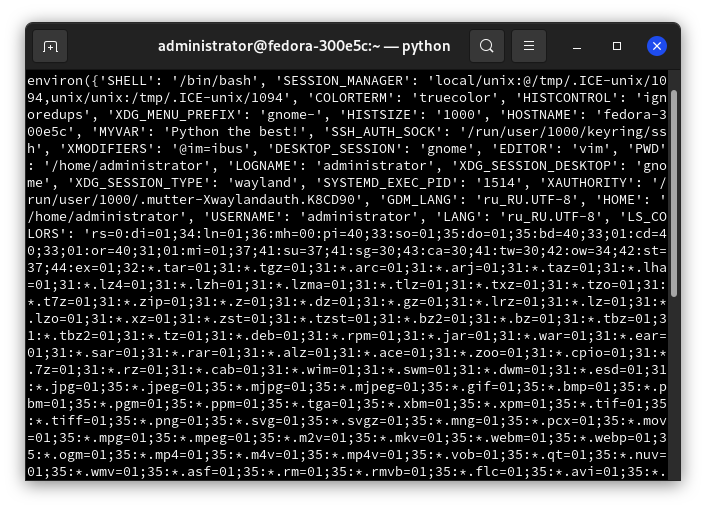 administrator@fedora-300e5c:~ — python
environ({'SHELL': '/bin/bash', 'SESSION_MANAGER': 'local/unix:@/tmp/.ICE-unix/10
94,unix/unix:/tmp/.ICE-unix/1094', 'COLORTERM': 'truecolor', 'HISTCONTROL': 'ign
oredups', 'XDG_MENU_PREFIX': 'gnome-', 'HISTSIZE': '1000', 'HOSTNAME': 'fedora-3
00e5c', 'MYVAR': 'Python the best!', 'SSH_AUTH_SOCK': '/run/user/1000/keyring/ss
h', 'XMODIFIERS': '@im=ibus', 'DESKTOP_SESSION': 'gnome', 'EDITOR': 'vim', 'PWD'
: '/home/administrator', 'LOGNAME': 'administrator', 'XDG_SESSION_DESKTOP': 'gno
me', 'XDG_SESSION_TYPE': 'wayland', 'SYSTEMD_EXEC_PID': '1514', 'XAUTHORITY': '/
run/user/1000/.mutter-Xwaylandauth.K8CD90', 'GDM_LANG': 'ru_RU.UTF-8', 'HOME': '
/home/administrator', 'USERNAME': 'administrator', 'LANG': 'ru_RU.UTF-8', 'LS_CO
LORS': 'rs=0:di=01;34:ln=01;36:mh=00:pi=40;33:so=01;35:do=01;35:bd=40;33;01:cd=4
0;33;01:or=40;31;01:mi=01;37;41:su=37;41:sg=30;43:ca=30;41:tw=30;42:ow=34;42:st=
37;44:ex=01;32:*.tar=01;31:*.tgz=01;31:*.arc=01;31:*.arj=01;31:*.taz=01;31:*.lha
=01;31:*.lz4=01;31:*.lzh=01;31:*.lzma=01;31:*.tlz=01;31:*.txz=01;31:*.tzo=01;31:
*.t7z=01;31:*.zip=01;31:*.z=01;31:*.dz=01;31:*.gz=01;31:*.lrz=01;31:*.lz=01;31:*
.lzo=01;31:*.xz=01;31:*.zst=01;31:*.tzst=01;31:*.bz2=01;31:*.bz=01;31:*.tbz=01;3
1:*.tbz2=01;31:*.tz=01;31:*.deb=01;31:*.rpm=01;31:*.jar=01;31:*.war=01;31:*.ear=
01;31:*.sar=01;31:*.rar=01;31:*.alz=01;31:*.ace=01;31:*.zoo=01;31:*.cpio=01;31:*
.7z=01;31:*.rz=01;31:*.cab=01;31:*.wim=01;31:*.swm=01;31:*.dwm=01;31:*.esd=01;31
:*.jpg=01;35:*.jpeg=01;35:*.mjpg=01;35:*.mjpeg=01;35:*.gif=01;35:*.bmp=01;35:*.p
bm=01;35:*.pgm=01;35:*.ppm=01;35:*.tga=01;35:*.xbm=01;35:*.xpm=01;35:*.tif=01;35
:*.tiff=01;35:*.png=01;35:*.svg=01;35:*.svgz=01;35:*.mng=01;35:*.pcx=01;35:*.mov
=01;35:*.mpg=01;35:*.mpeg=01;35:*.m2v=01;35:*.mkv=01;35:*.webm=01;35:*.webp=01;3
5:*.ogm=01;35:*.mp4=01;35:*.m4v=01;35:*.mp4v=01;35:*.vob=01;35:*.qt=01;35:*.nuv=
01;35:*.wmv=01;35:*.asf=01;35:*.rm=01;35:*.rmvb=01;35:*.flc=01;35:*.avi=01;35:*.